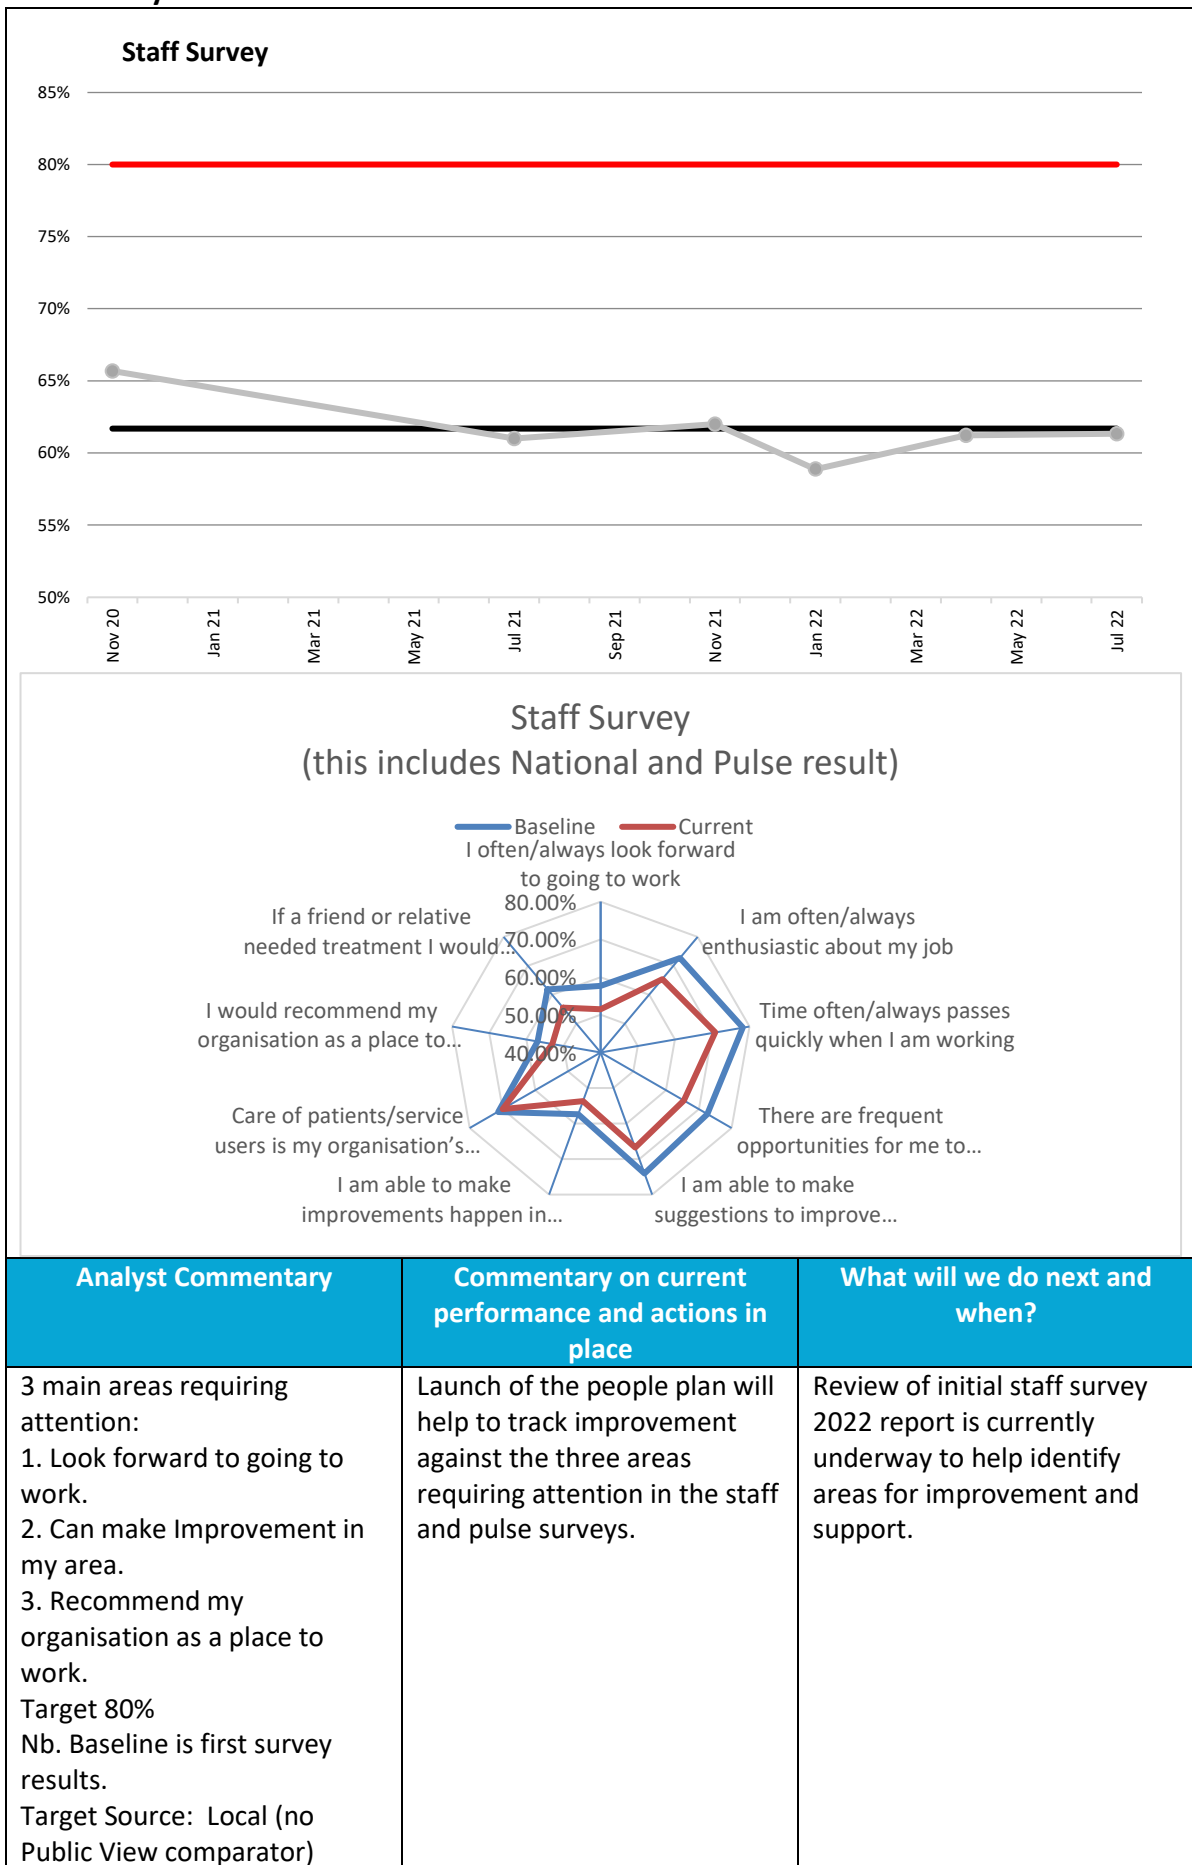 Staff Survey
85%
80%
75%
70%
65%
60%
55%
50%
Nov 20
Jan 21
Mar 21
May 21
Jul 21
Sep 21
Nov 21
Jan 22
Mar 22
May 22
Jul 22
Staff Survey
(this includes National and Pulse result)
Baseline
Current
I often/always look forward
to going to work
I am often/always
enthusiastic about my job
Time often/always passes
quickly when I am working
There are frequent
opportunities for me to...
I am able to make
suggestions to improve...
I am able to make
improvements happen in...
Care of patients/service
users is my organisation’s...
I would recommend my
organisation as a place to...
If a friend or relative
needed treatment I would...
80.00%
70.00%
60.00%
50.00%
40.00%
Analyst Commentary
3 main areas requiring
attention:
1. Look forward to going to
work.
2. Can make Improvement in
my area.
3. Recommend my
organisation as a place to
work.
Target 80%
Nb. Baseline is first survey
results.
Target Source: Local (no
Public View comparator)
Commentary on current
performance and actions in
place
Launch of the people plan will
help to track improvement
against the three areas
requiring attention in the staff
and pulse surveys.
What will we do next and
when?
Review of initial staff survey
2022 report is currently
underway to help identify
areas for improvement and
support.